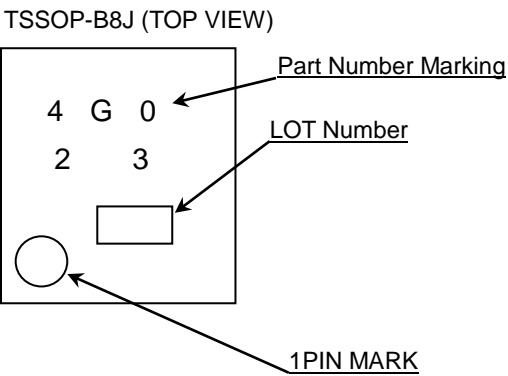 TSSOP-B8J (TOP VIEW)
Part Number Marking
4 G 0
LOT Number
2 3
1PIN MARK